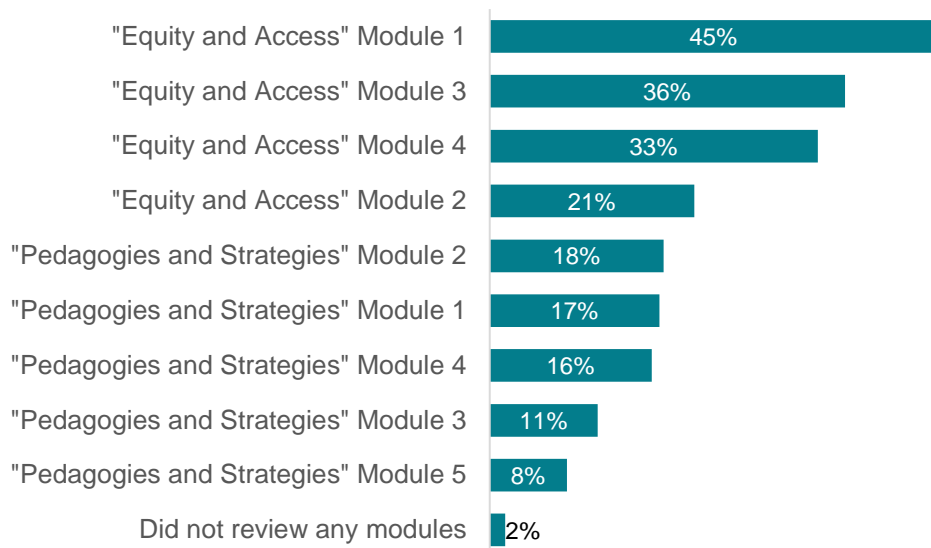 "Equity and Access" Module 1 45%
"Equity and Access" Module 3 36%
"Equity and Access" Module 4 33%
"Equity and Access" Module 2 21%
"Pedagogies and Strategies" Module 2 18%
"Pedagogies and Strategies" Module 1 17%
"Pedagogies and Strategies" Module 4 16%
"Pedagogies and Strategies" Module 3 11%
"Pedagogies and Strategies" Module 5 8%
Did not review any modules 2%